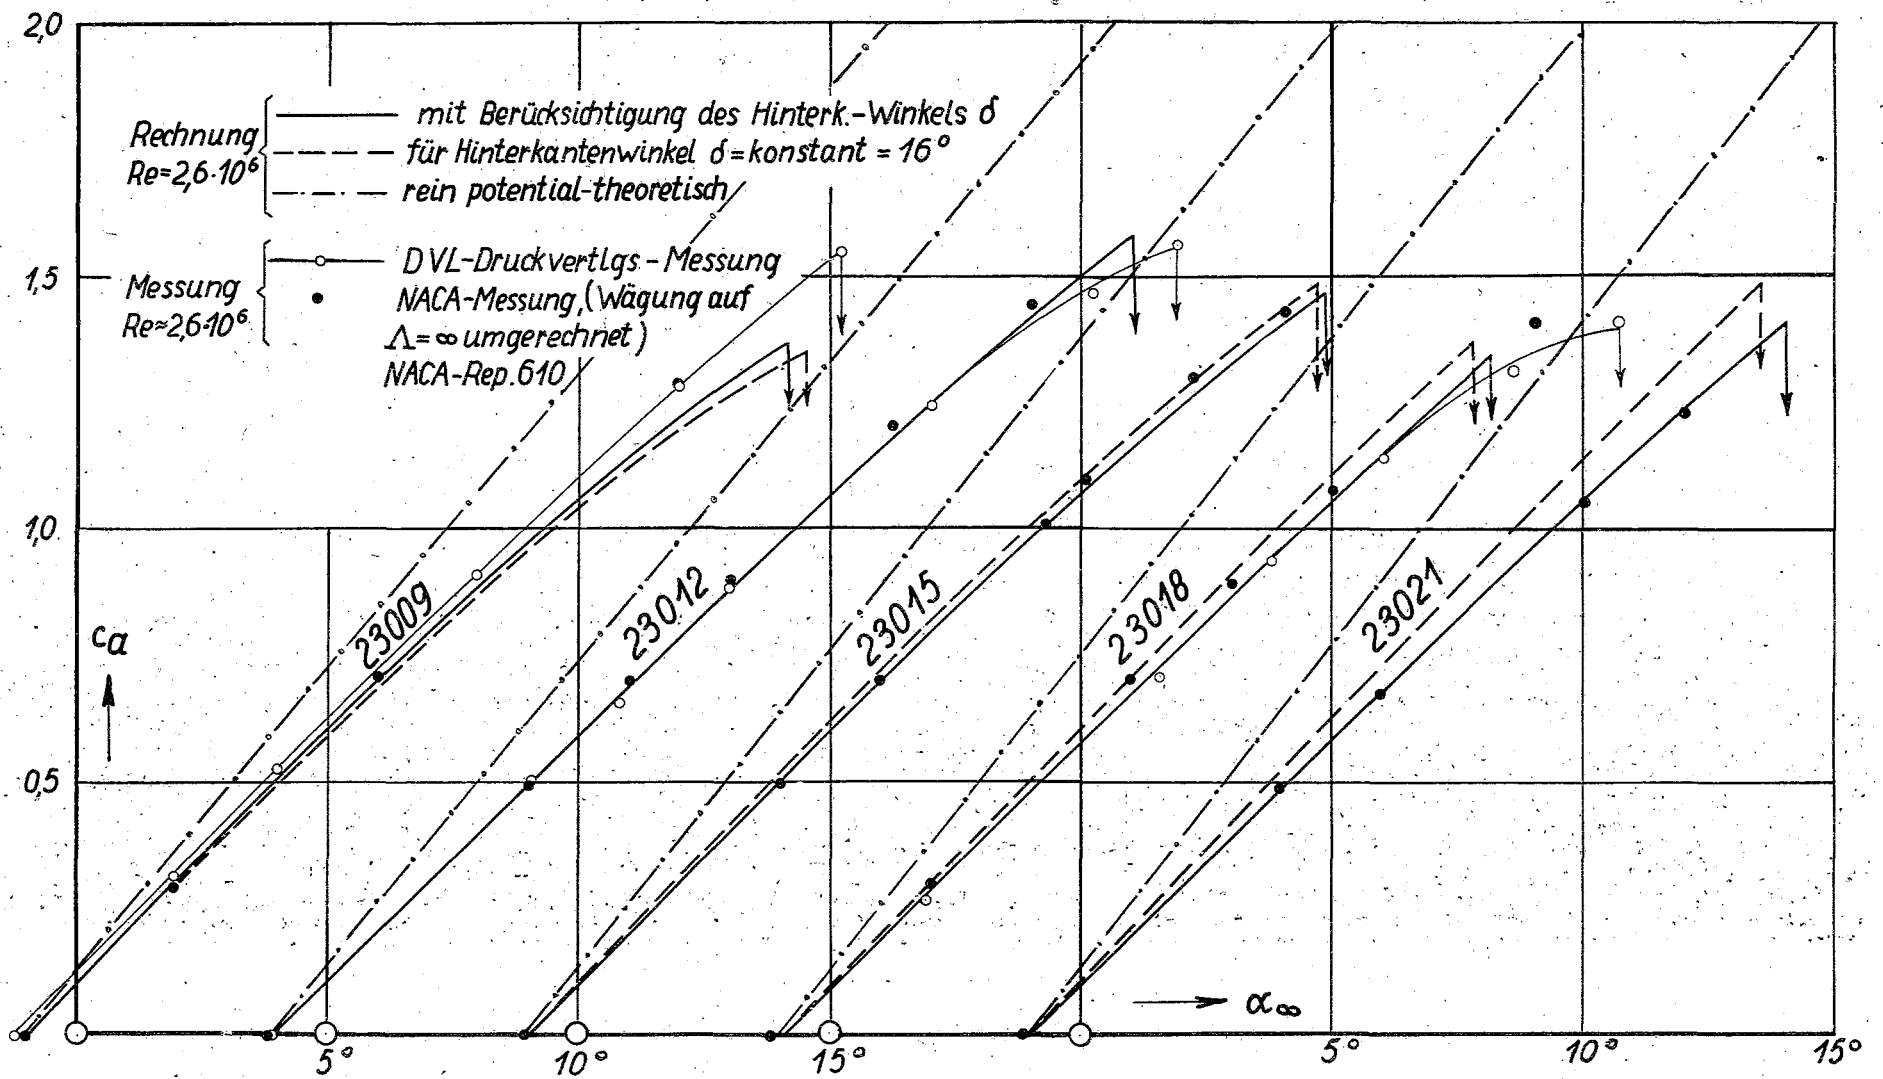 2,0
Rechnung
Re=2,6·10⁶
mit Berücksichtigung des Hinterk.-Winkels δ
für Hinterkantenwinkel δ=konstant = 16°
rein potential-theoretisch
1,5
Messung
Re≈2,6·10⁶
DVL-Druckvertlgs-Messung
NACA-Messung, (Wägung auf
Λ=∞ umgerechnet)
NACA-Rep. 610
1,0
23009
23012
23015
23018
23021
ca
0,5
α∞
5° 10° 15° 5° 10° 15°